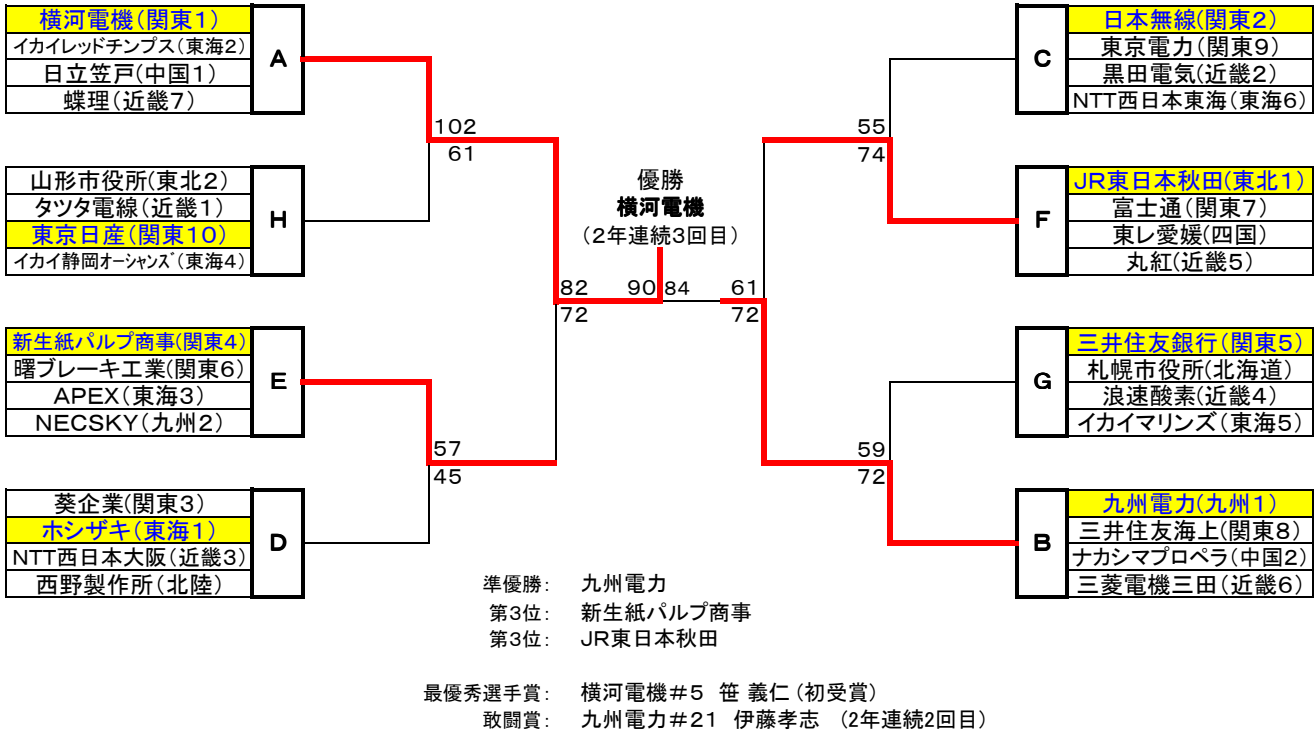 横河電機(関東1)
イカイレッドチンプス(東海2)
日立笠戸(中国1)
蝶理(近畿7)
A
山形市役所(東北2)
タツタ電線(近畿1)
東京日産(関東10)
イカイ静岡オーシャンズ(東海4)
H
新生紙パルプ商事(関東4)
曙ブレーキ工業(関東6)
APEX(東海3)
NECSKY(九州2)
E
葵企業(関東3)
ホシザキ(東海1)
NTT西日本大阪(近畿3)
西野製作所(北陸)
D
102
61
57
45
82
72
優勝
横河電機
(2年連続3回目)
90 84
61
72
55
74
59
72
C
日本無線(関東2)
東京電力(関東9)
黒田電気(近畿2)
NTT西日本東海(東海6)
F
JR東日本秋田(東北1)
富士通(関東7)
東レ愛媛(四国)
丸紅(近畿5)
G
三井住友銀行(関東5)
札幌市役所(北海道)
浪速酸素(近畿4)
イカイマリンズ(東海5)
B
九州電力(九州1)
三井住友海上(関東8)
ナカシマプロペラ(中国2)
三菱電機三田(近畿6)
準優勝: 九州電力
第3位: 新生紙パルプ商事
第3位: JR東日本秋田
最優秀選手賞: 横河電機#5 笹 義仁 (初受賞)
敢闘賞: 九州電力#21 伊藤孝志 (2年連続2回目)